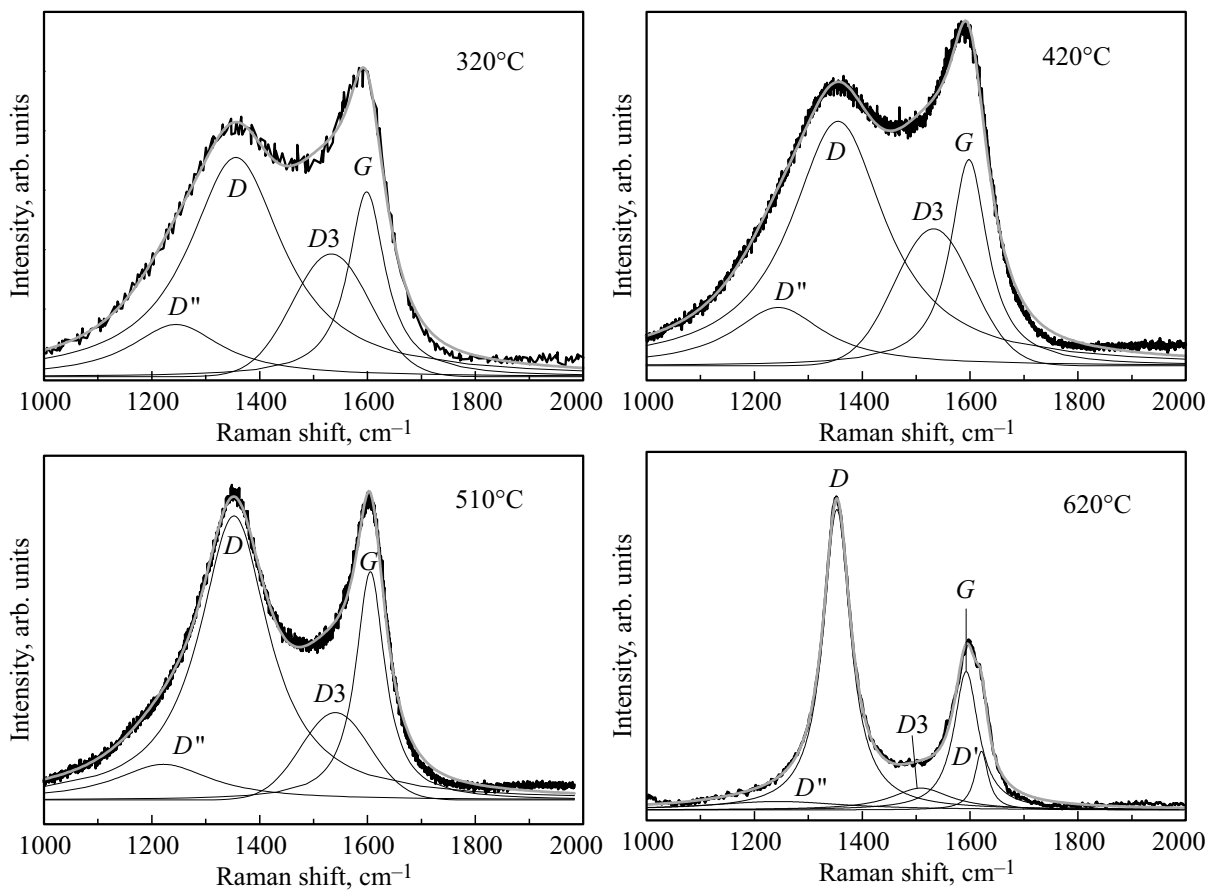 320°C
D
G
D3
D"
Intensity, arb. units
1000 1200 1400 1600 1800 2000
Raman shift, cm–1
420°C
D
G
D3
D"
Intensity, arb. units
1000 1200 1400 1600 1800 2000
Raman shift, cm–1
510°C
D
G
D3
D"
Intensity, arb. units
1000 1200 1400 1600 1800 2000
Raman shift, cm–1
D
620°C
G
D3
D'
D"
Intensity, arb. units
1000 1200 1400 1600 1800 2000
Raman shift, cm–1